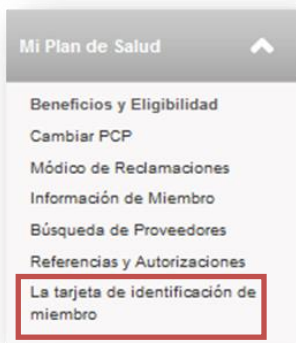 Mi Plan de Salud
Beneficios y Eligibilidad
Cambiar PCP
Módico de Reclamaciones
Información de Miembro
Búsqueda de Proveedores
Referencias y Autorizaciones
La tarjeta de identificación de
miembro